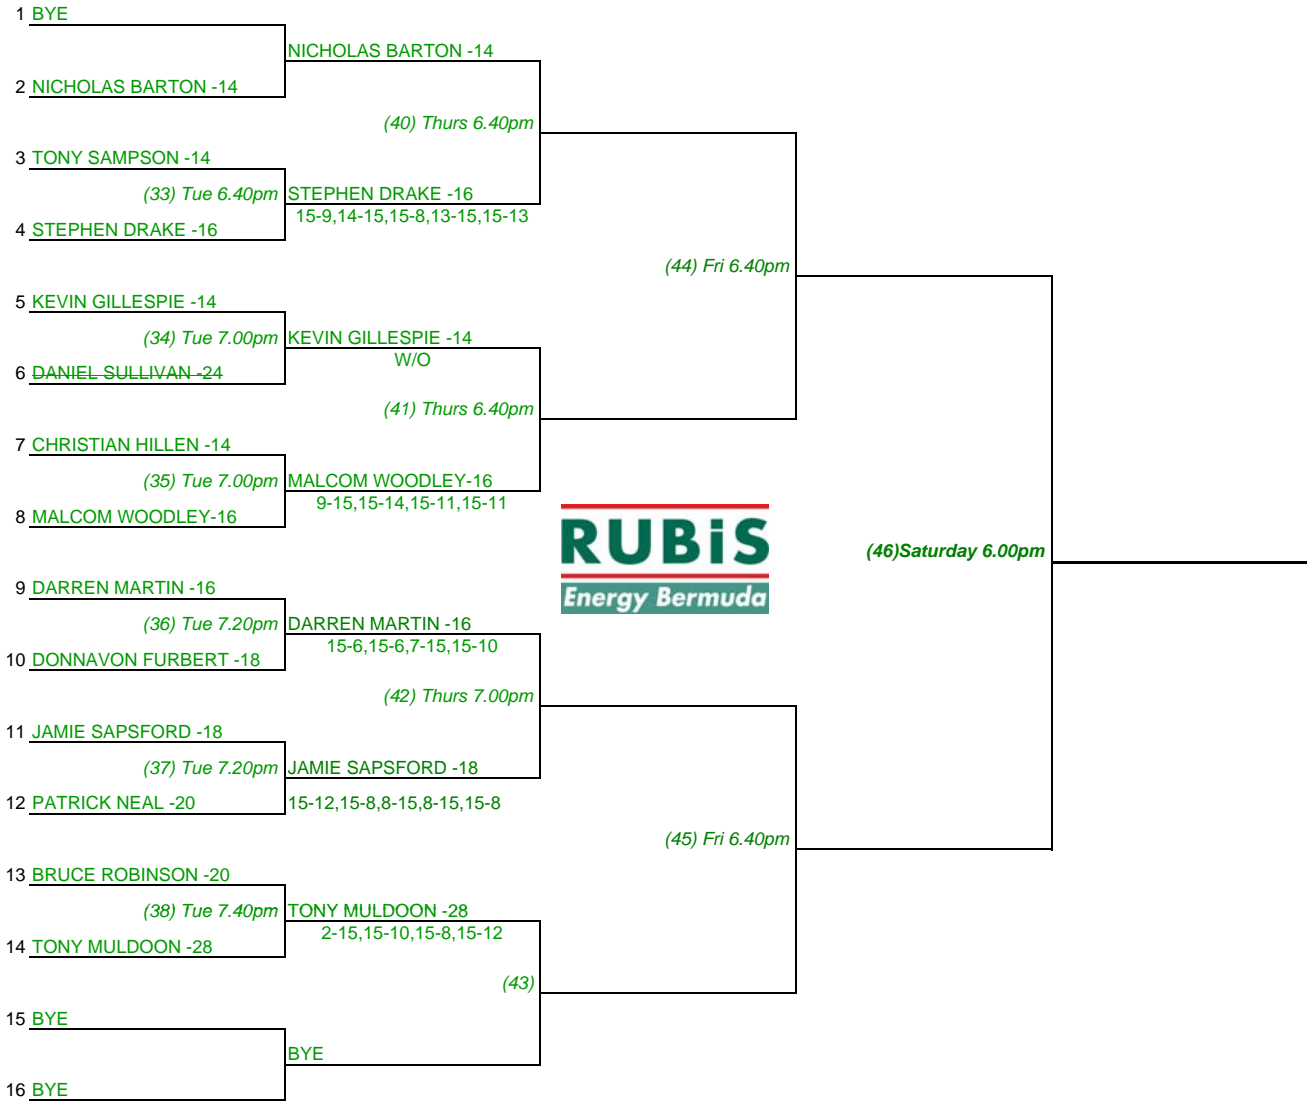 1 BYE
NICHOLAS BARTON -14
2 NICHOLAS BARTON -14
(40) Thurs 6.40pm
3 TONY SAMPSON -14
(33) Tue 6.40pm STEPHEN DRAKE -16
15-9,14-15,15-8,13-15,15-13
4 STEPHEN DRAKE -16
(44) Fri 6.40pm
5 KEVIN GILLESPIE -14
(34) Tue 7.00pm KEVIN GILLESPIE -14
W/O
6 DANIEL SULLIVAN -24
(41) Thurs 6.40pm
7 CHRISTIAN HILLEN -14
(35) Tue 7.00pm MALCOM WOODLEY-16
9-15,15-14,15-11,15-11
8 MALCOM WOODLEY-16
RUBiS
(46)Saturday 6.00pm
Energy Bermuda
9 DARREN MARTIN -16
(36) Tue 7.20pm DARREN MARTIN -16
15-6,15-6,7-15,15-10
10 DONNAVON FURBERT -18
(42) Thurs 7.00pm
11 JAMIE SAPSFORD -18
(37) Tue 7.20pm JAMIE SAPSFORD -18
12 PATRICK NEAL -20 15-12,15-8,8-15,8-15,15-8
(45) Fri 6.40pm
13 BRUCE ROBINSON -20
(38) Tue 7.40pm TONY MULDOON -28
2-15,15-10,15-8,15-12
14 TONY MULDOON -28
(43)
15 BYE
BYE
16 BYE